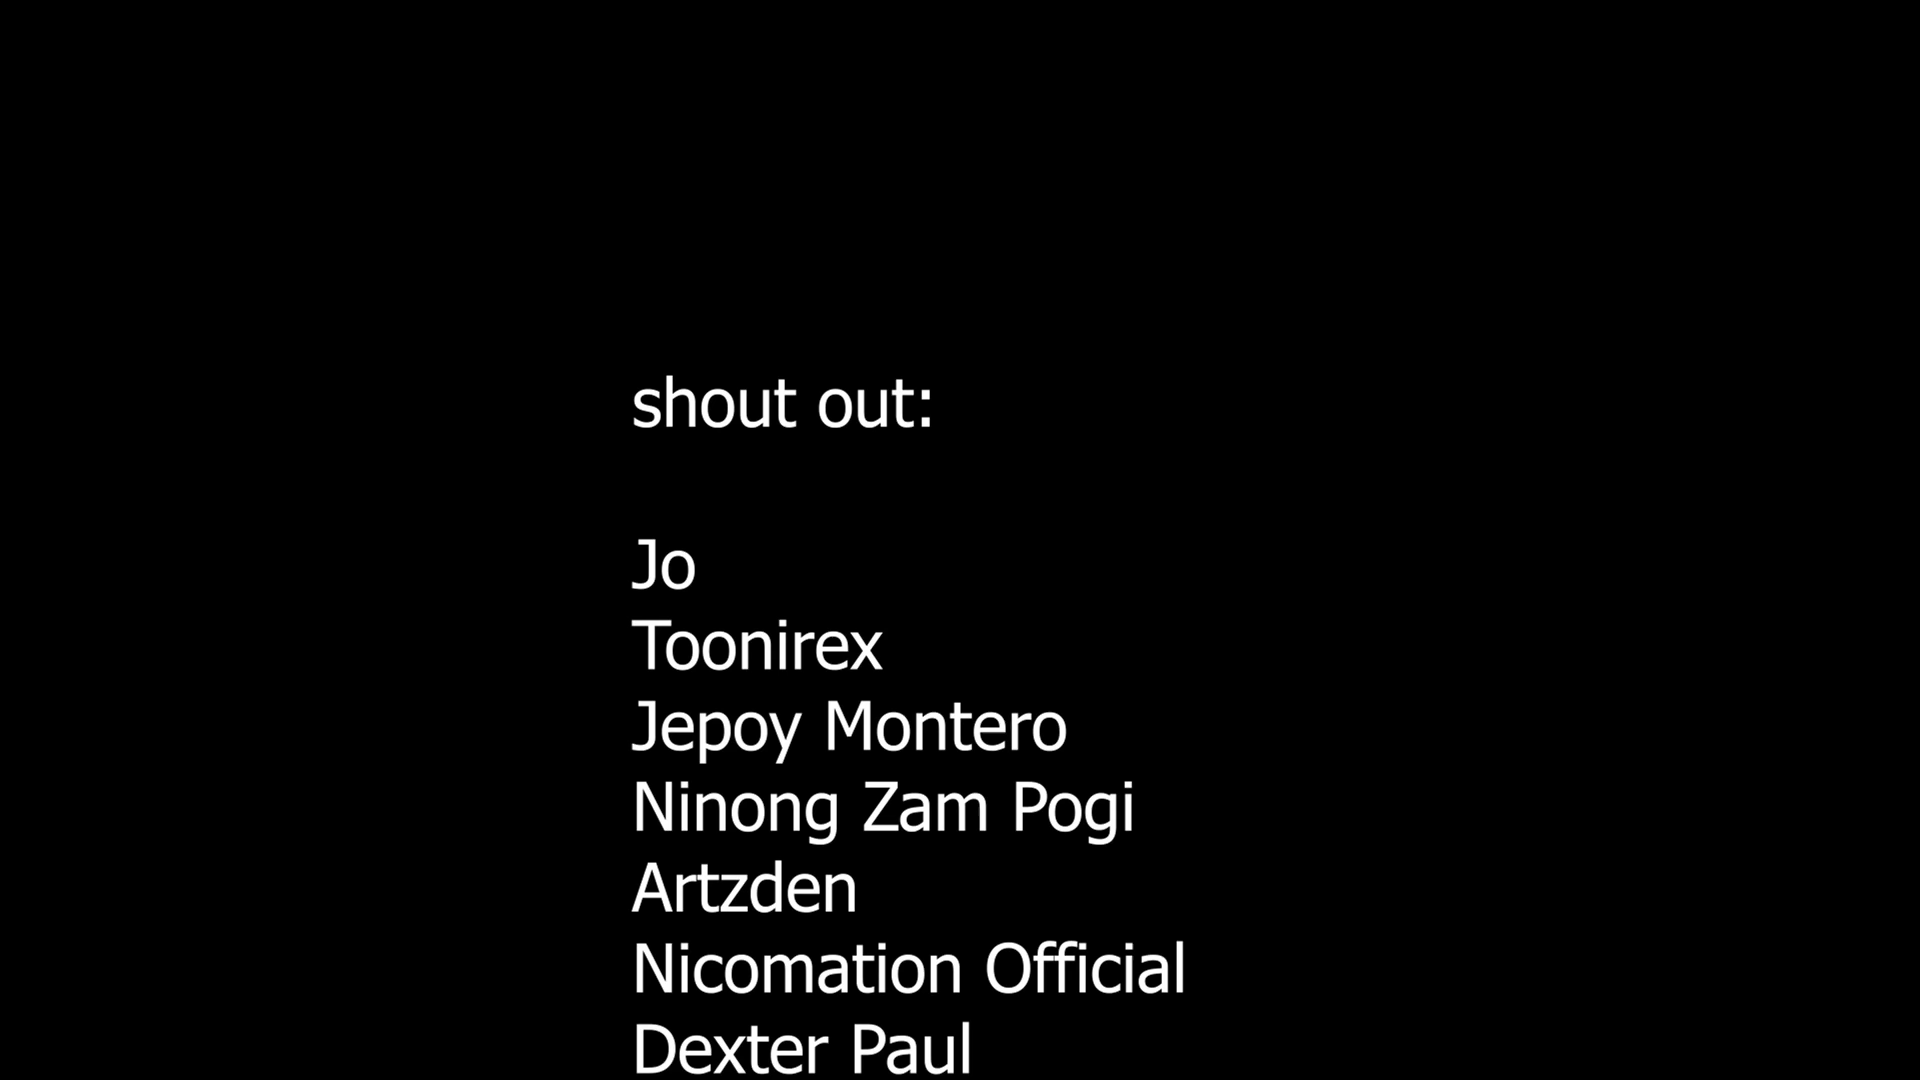 shout out:
Jo
Toonirex
Jepoy Montero
Ninong Zam Pogi
Artzden
Nicomation Official
Dexter Paul